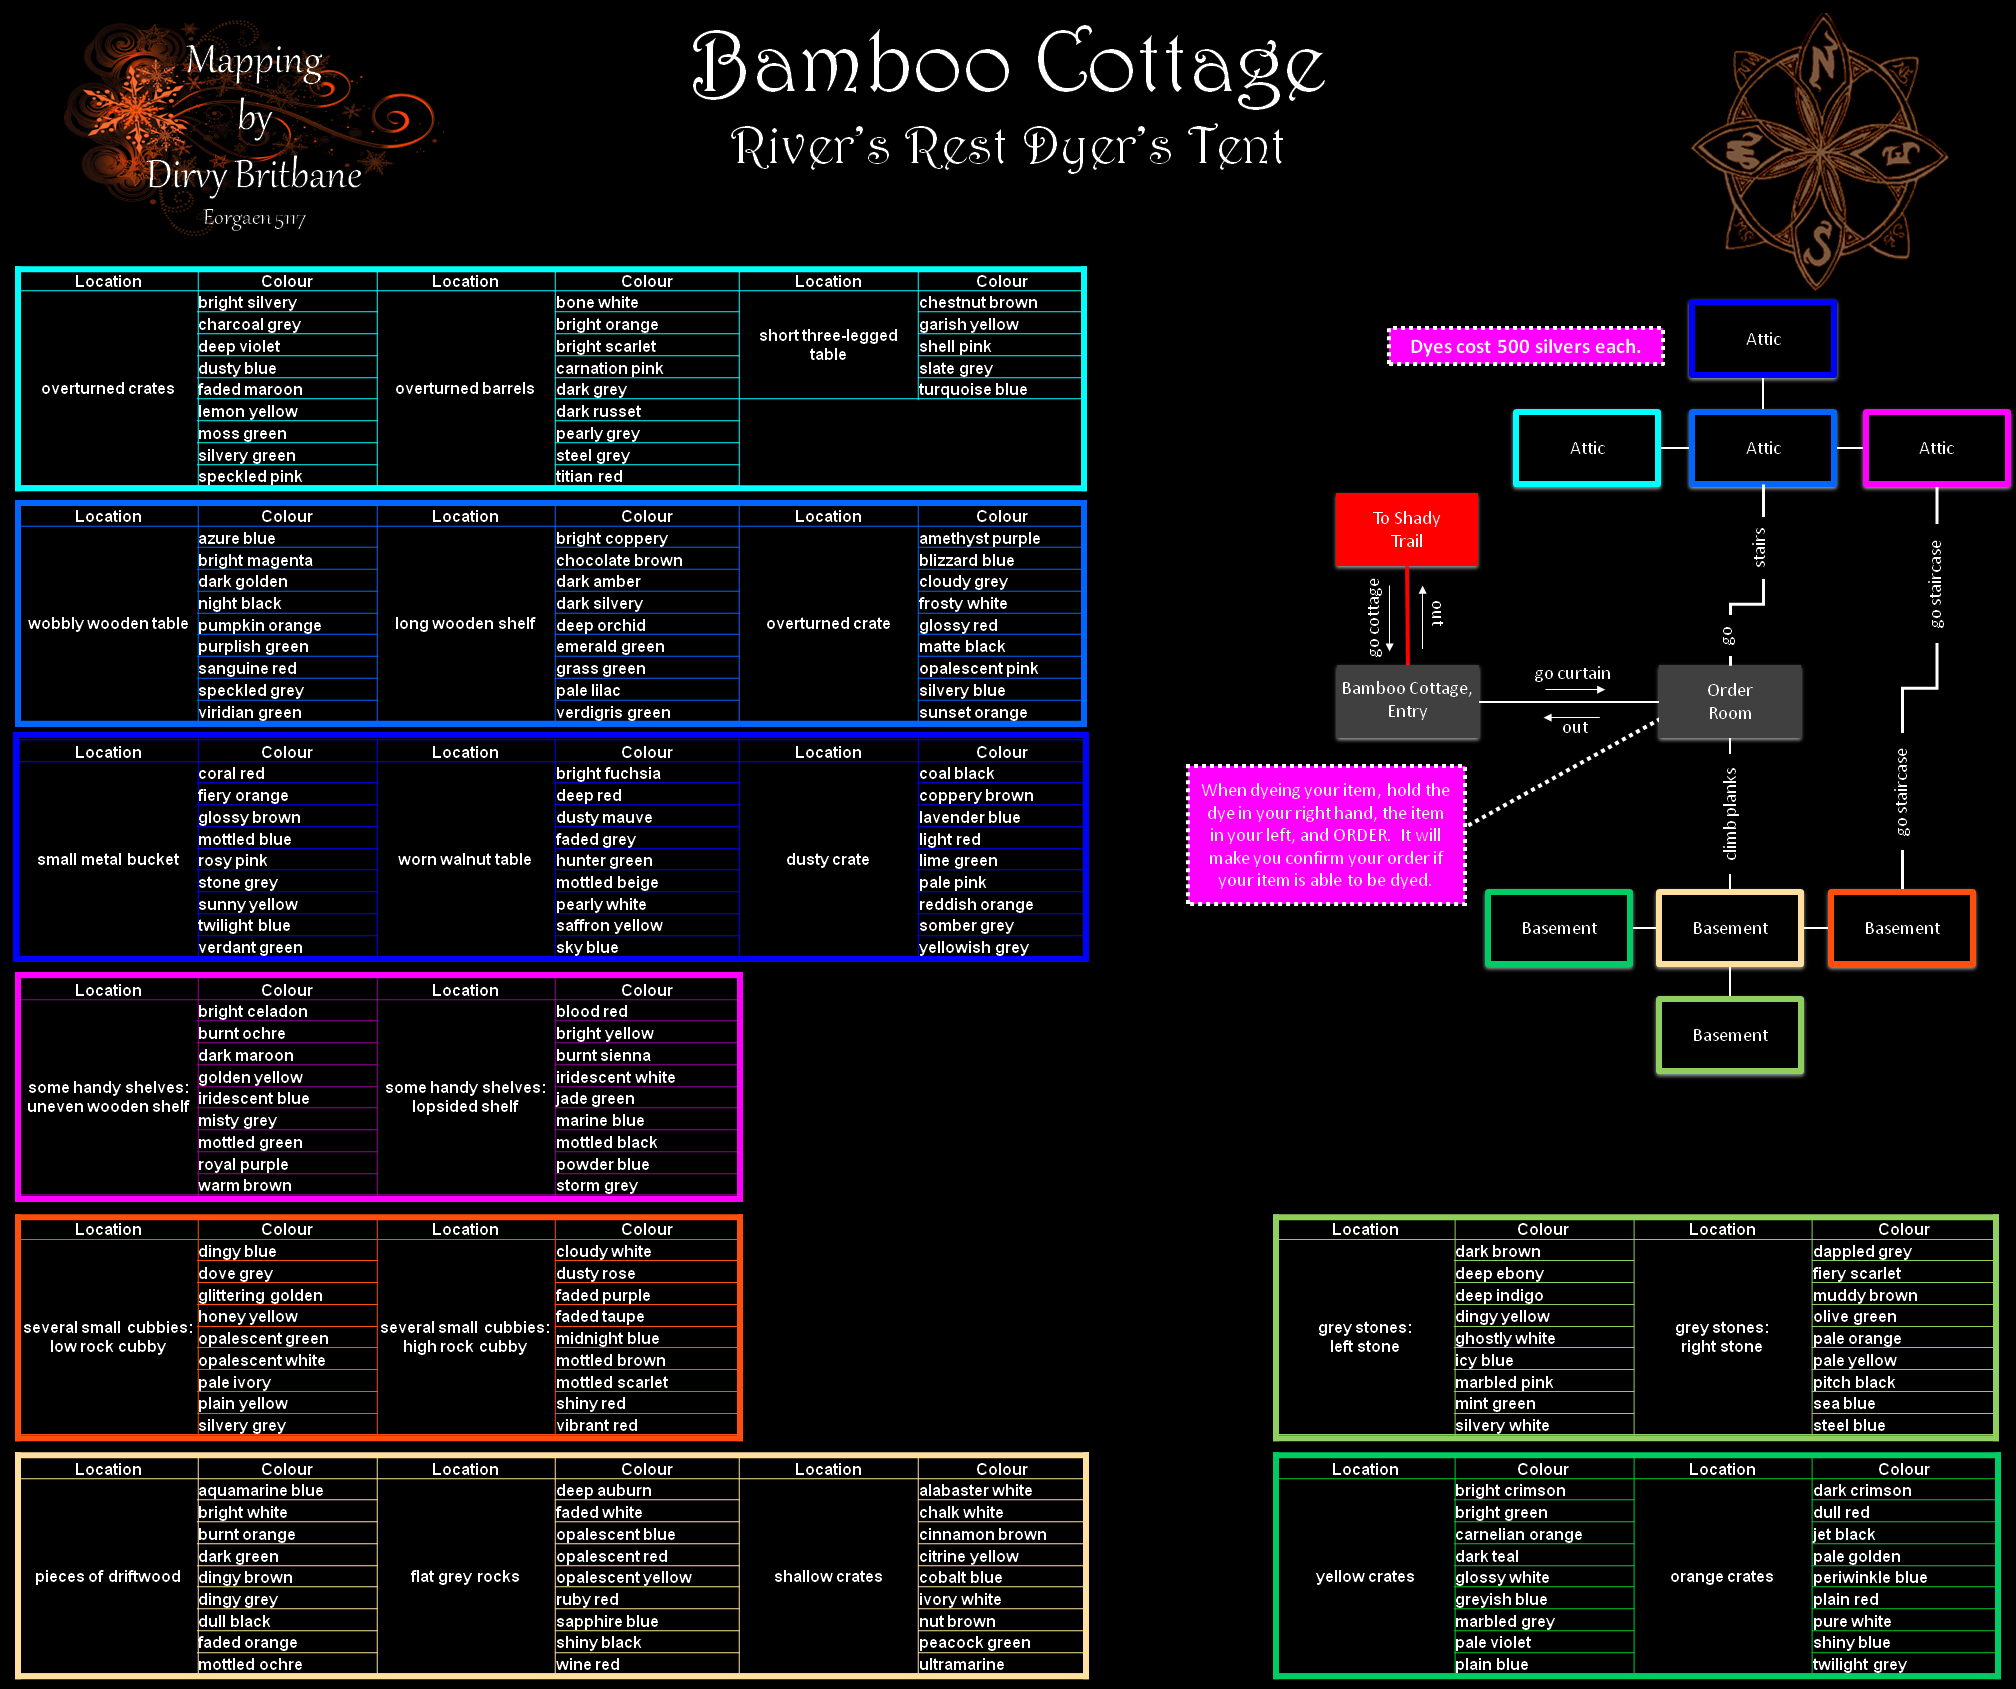 Mapping
by
Dirvy Britbane
Eorgaen 5117
Bamboo Cottage
River's Rest Dyer's Tent
N
W E
S
Location Colour Location Colour Location Colour
overturned crates
bright silvery
charcoal grey
deep violet
dusty blue
faded maroon
lemon yellow
moss green
silvery green
speckled pink
overturned barrels
bone white
bright orange
bright scarlet
carnation pink
dark grey
dark russet
pearly grey
steel grey
titian red
short three-legged
table
chestnut brown
garish yellow
shell pink
slate grey
turquoise blue
Location Colour Location Colour Location Colour
wobbly wooden table
azure blue
bright magenta
dark golden
night black
pumpkin orange
purplish green
sanguine red
speckled grey
viridian green
long wooden shelf
bright coppery
chocolate brown
dark amber
dark silvery
deep orchid
emerald green
grass green
pale lilac
verdigris green
overturned crate
amethyst purple
blizzard blue
cloudy grey
frosty white
glossy red
matte black
opalescent pink
silvery blue
sunset orange
Location Colour Location Colour Location Colour
small metal bucket
coral red
fiery orange
glossy brown
mottled blue
rosy pink
stone grey
sunny yellow
twilight blue
verdant green
worn walnut table
bright fuchsia
deep red
dusty mauve
faded grey
hunter green
mottled beige
pearly white
saffron yellow
sky blue
dusty crate
coal black
coppery brown
lavender blue
light red
lime green
pale pink
reddish orange
somber grey
yellowish grey
Location Colour Location Colour
some handy shelves:
uneven wooden shelf
bright celadon
burnt ochre
dark maroon
golden yellow
iridescent blue
misty grey
mottled green
royal purple
warm brown
some handy shelves:
lopsided shelf
blood red
bright yellow
burnt sienna
iridescent white
jade green
marine blue
mottled black
powder blue
storm grey
Location Colour Location Colour
several small cubbies:
low rock cubby
dingy blue
dove grey
glittering golden
honey yellow
opalescent green
opalescent white
pale ivory
plain yellow
silvery grey
several small cubbies:
high rock cubby
cloudy white
dusty rose
faded purple
faded taupe
midnight blue
mottled brown
mottled scarlet
shiny red
vibrant red
Location Colour Location Colour Location Colour
pieces of driftwood
aquamarine blue
bright white
burnt orange
dark green
dingy brown
dingy grey
dull black
faded orange
mottled ochre
flat grey rocks
deep auburn
faded white
opalescent blue
opalescent red
opalescent yellow
ruby red
sapphire blue
shiny black
wine red
shallow crates
alabaster white
chalk white
cinnamon brown
citrine yellow
cobalt blue
ivory white
nut brown
peacock green
ultramarine
Dyes cost 500 silvers each.
Attic
Attic
Attic
Attic
To Shady
Trail
stairs
go
go staircase
go cottage
out
Bamboo Cottage,
Entry
go curtain
out
Order
Room
When dyeing your item, hold the
dye in your right hand, the item
in your left, and ORDER. It will
make you confirm your order if
your item is able to be dyed.
climb planks
go staircase
Basement
Basement
Basement
Basement
Location Colour Location Colour
grey stones:
left stone
dark brown
deep ebony
deep indigo
dingy yellow
ghostly white
icy blue
marbled pink
mint green
silvery white
grey stones:
right stone
dappled grey
fiery scarlet
muddy brown
olive green
pale orange
pale yellow
pitch black
sea blue
steel blue
Location Colour Location Colour
yellow crates
bright crimson
bright green
carnelian orange
dark teal
glossy white
greyish blue
marbled grey
pale violet
plain blue
orange crates
dark crimson
dull red
jet black
pale golden
periwinkle blue
plain red
pure white
shiny blue
twilight grey